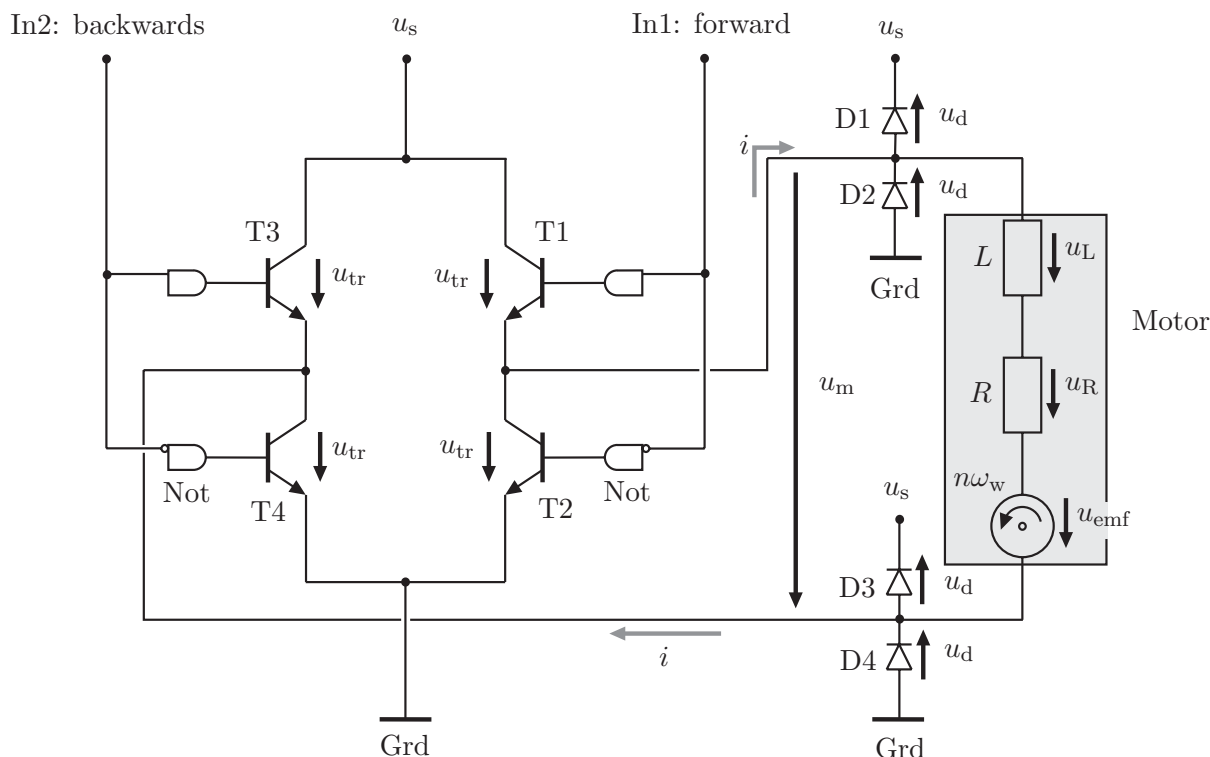 In2: backwards
u_s
In1: forward
u_s
D1
u_d
i
D2
u_d
T3
T1
L
u_L
u_tr
u_tr
Grd
Motor
u_m
R
u_R
u_tr
u_tr
Not
Not
nω_w
T4
T2
u_s
u_emf
D3
u_d
i
D4
u_d
Grd
Grd